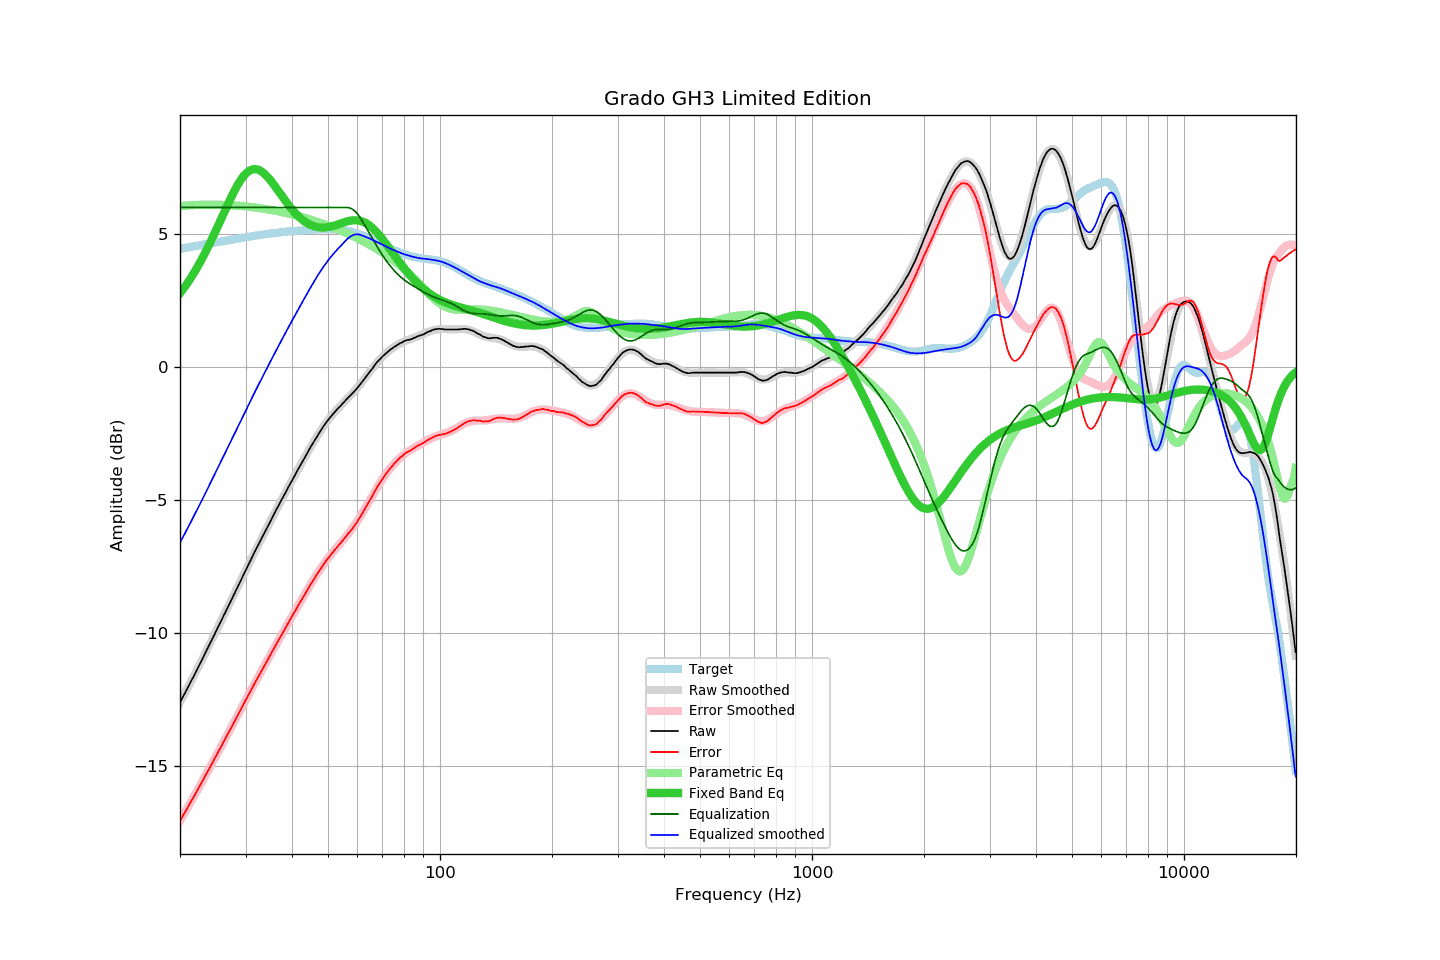 Grado GH3 Limited Edition
Amplitude (dBr)
5
0
−5
−10
−15
Target
Raw Smoothed
Error Smoothed
Raw
Error
Parametric Eq
Fixed Band Eq
Equalization
Equalized smoothed
100
1000
10000
Frequency (Hz)